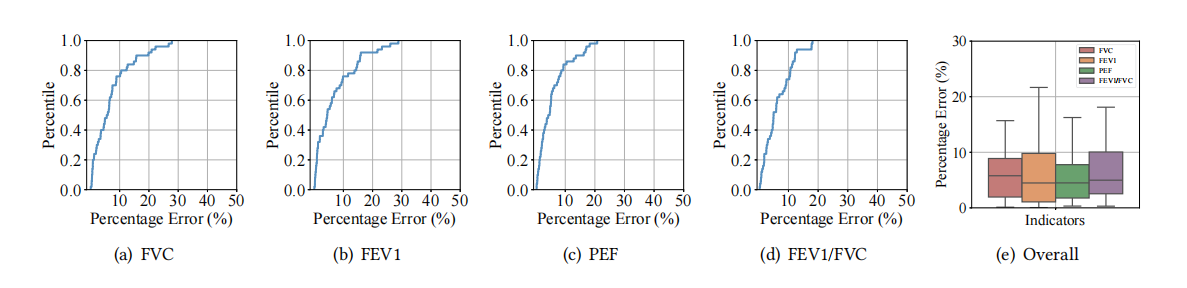 1.0
0.8
0.6
0.4
0.2
0.0
Percentile
10 20 30 40 50
Percentage Error (%)
(a) FVC
1.0
0.8
0.6
0.4
0.2
0.0
Percentile
10 20 30 40 50
Percentage Error (%)
(b) FEV1
1.0
0.8
0.6
0.4
0.2
0.0
Percentile
10 20 30 40 50
Percentage Error (%)
(c) PEF
1.0
0.8
0.6
0.4
0.2
0.0
Percentile
10 20 30 40 50
Percentage Error (%)
(d) FEV1/FVC
30
20
10
0
Percentage Error (%)
FVC
FEV1
PEF
FEV1/FVC
Indicators
(e) Overall